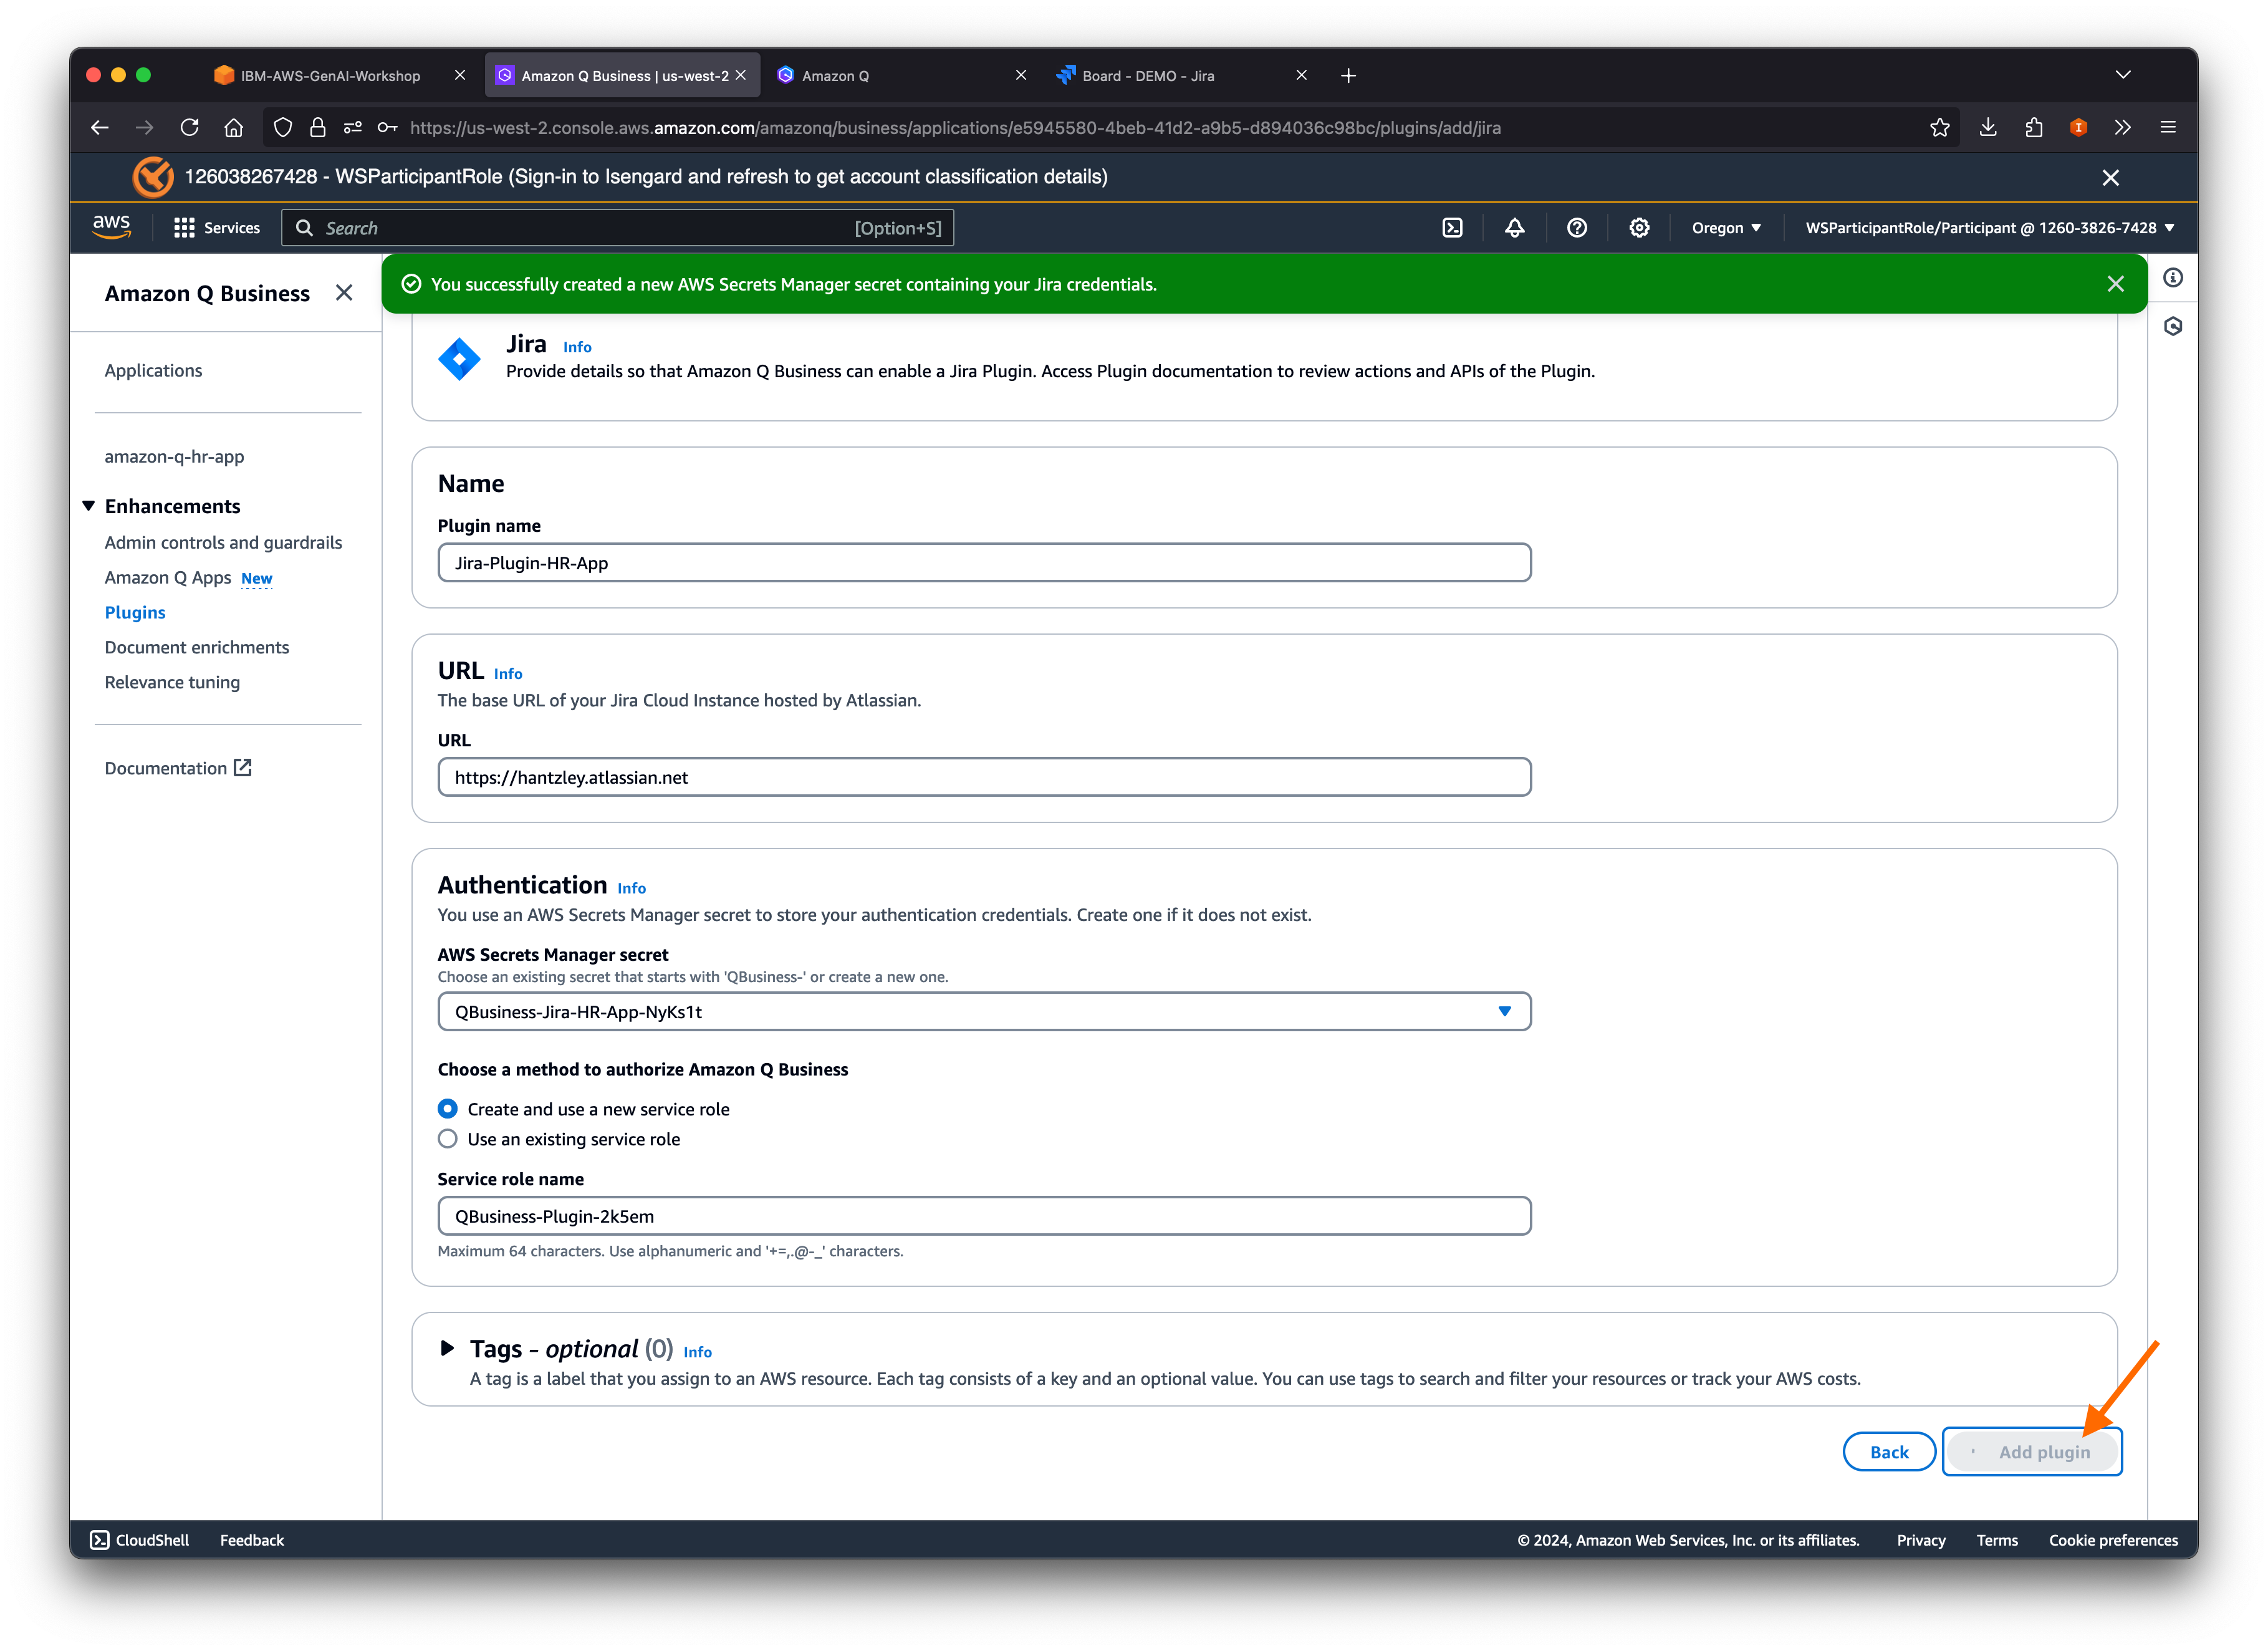 IBM-AWS-GenAI-Workshop
Amazon Q Business | us-west-2
Amazon Q
Board - DEMO - Jira
https://us-west-2.console.aws.amazon.com/amazonq/business/applications/e5945580-4beb-41d2-a9b5-d894036c98bc/plugins/add/jira
126038267428 - WSParticipantRole (Sign-in to Isengard and refresh to get account classification details)
aws
Services
Search
[Option+S]
Oregon
WSParticipantRole/Participant @ 1260-3826-7428
Amazon Q Business
Applications
amazon-q-hr-app
Enhancements
Admin controls and guardrails
Amazon Q Apps New
Plugins
Document enrichments
Relevance tuning
Documentation
You successfully created a new AWS Secrets Manager secret containing your Jira credentials.
Jira Info
Provide details so that Amazon Q Business can enable a Jira Plugin. Access Plugin documentation to review actions and APIs of the Plugin.
Name
Plugin name
Jira-Plugin-HR-App
URL Info
The base URL of your Jira Cloud Instance hosted by Atlassian.
URL
https://hantzley.atlassian.net
Authentication Info
You use an AWS Secrets Manager secret to store your authentication credentials. Create one if it does not exist.
AWS Secrets Manager secret
Choose an existing secret that starts with 'QBusiness-' or create a new one.
QBusiness-Jira-HR-App-NyKs1t
Choose a method to authorize Amazon Q Business
Create and use a new service role
Use an existing service role
Service role name
QBusiness-Plugin-2k5em
Maximum 64 characters. Use alphanumeric and '+=,.@-_' characters.
Tags - optional (0) Info
A tag is a label that you assign to an AWS resource. Each tag consists of a key and an optional value. You can use tags to search and filter your resources or track your AWS costs.
Back
Add plugin
CloudShell
Feedback
© 2024, Amazon Web Services, Inc. or its affiliates.
Privacy
Terms
Cookie preferences